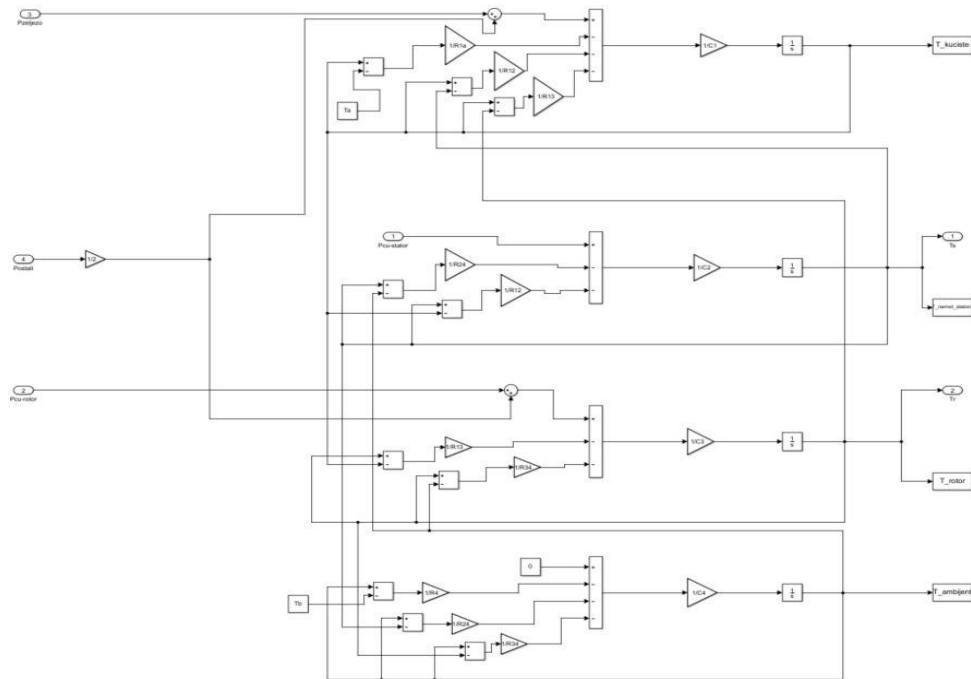 3
Pzeljezo
1/R1a
1/R12
1/R13
Ta
1/C1
1
s
T_kuciste
4
Postali
1/2
1
Pcu-stator
1/R24
1/R12
1/C2
1
s
1
Ts
2
Pcu-rotor
1/R13
1/R34
1/C3
1
s
2
Tr
T_rotor
0
Tb
1/R4
1/R24
1/R34
1/C4
1
s
T_ambijent